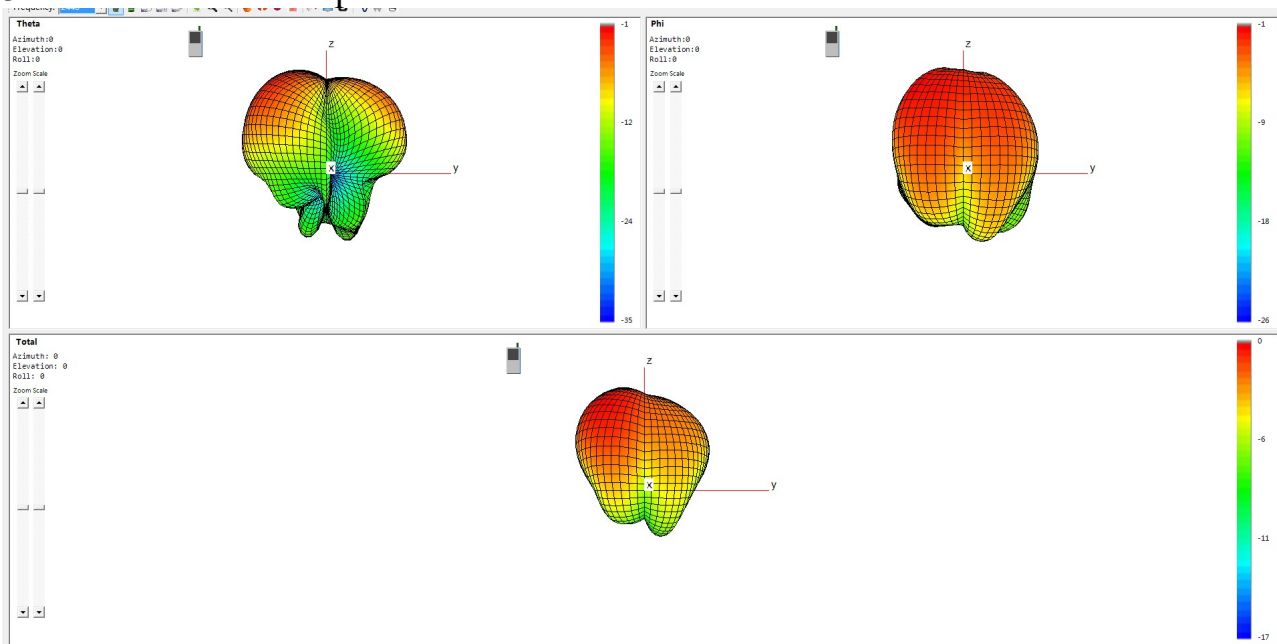 Theta
Azimuth:0
Elevation:0
Roll:0
Zoom Scale
z
x
y
-1
-12
-24
-35
Phi
Azimuth:0
Elevation:0
Roll:0
Zoom Scale
z
x
y
-1
-9
-18
-26
Total
Azimuth: 0
Elevation: 0
Roll: 0
Zoom Scale
z
x
y
0
-6
-11
-17